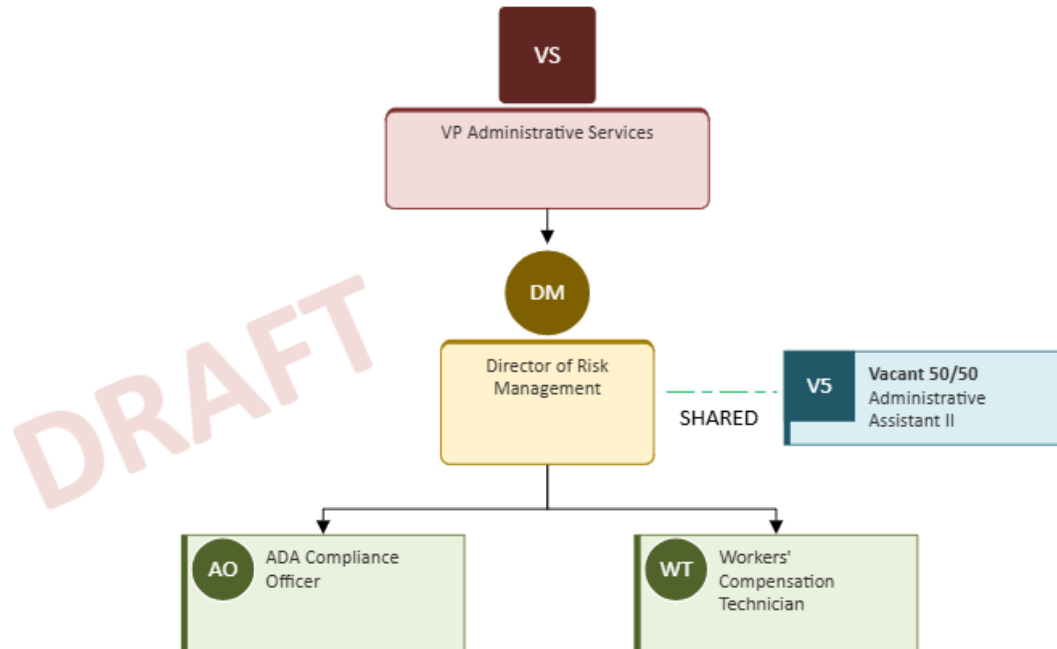 VS
VP Administrative Services
DM
DRAFT
Director of Risk
Management
SHARED
V5
Vacant 50/50
Administrative
Assistant II
AO
ADA Compliance
Officer
WT
Workers'
Compensation
Technician